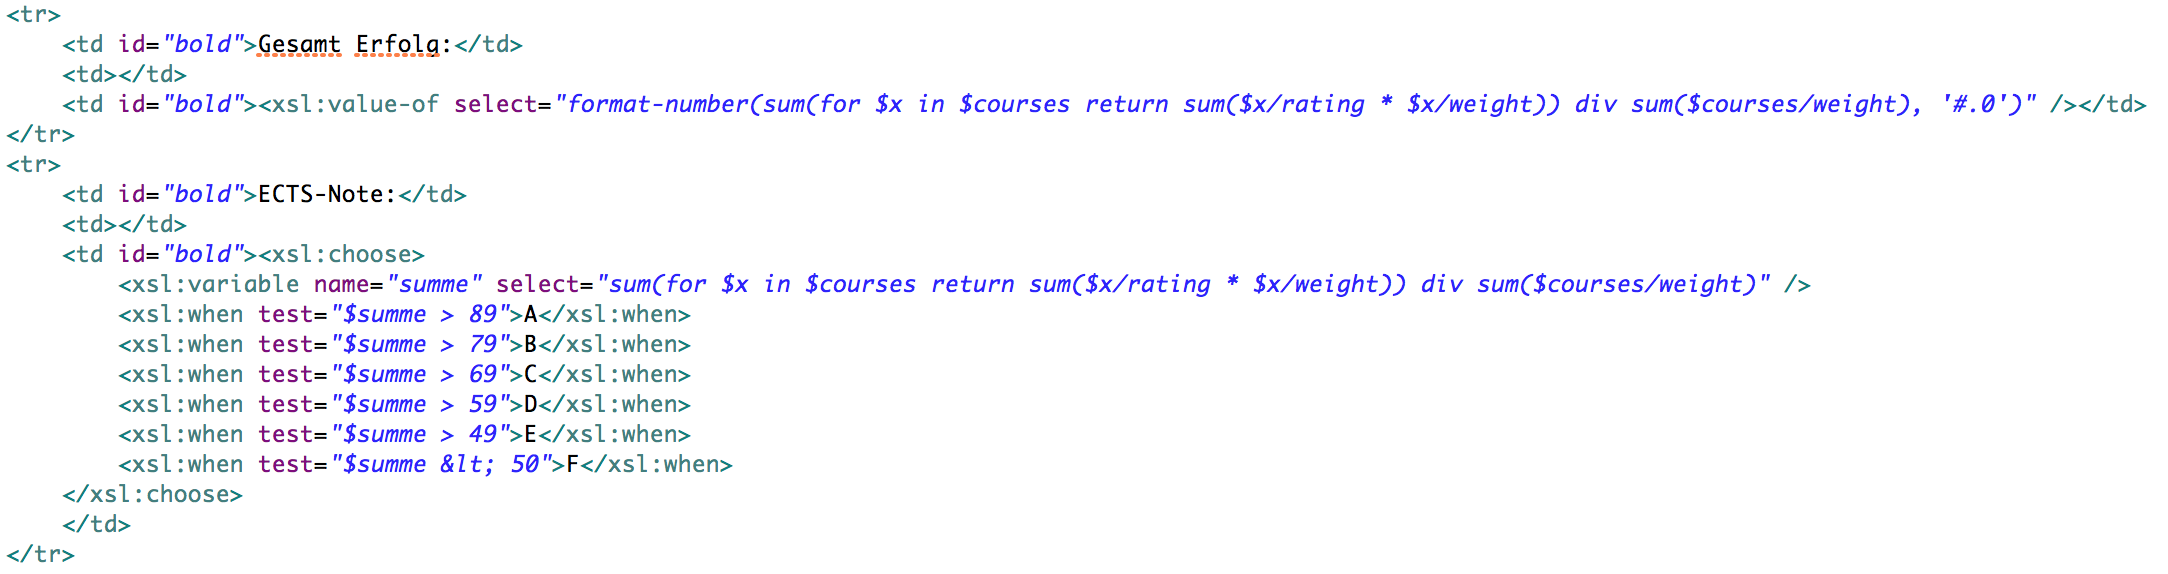 <tr>
    <td id="bold">Gesamt Erfolg:</td>
    <td></td>
    <td id="bold"><xsl:value-of select="format-number(sum(for $x in $courses return sum($x/rating * $x/weight)) div sum($courses/weight), '#.0')" /></td>
</tr>
<tr>
    <td id="bold">ECTS-Note:</td>
    <td></td>
    <td id="bold"><xsl:choose>
        <xsl:variable name="summe" select="sum(for $x in $courses return sum($x/rating * $x/weight)) div sum($courses/weight)" />
        <xsl:when test="$summe > 89">A</xsl:when>
        <xsl:when test="$summe > 79">B</xsl:when>
        <xsl:when test="$summe > 69">C</xsl:when>
        <xsl:when test="$summe > 59">D</xsl:when>
        <xsl:when test="$summe > 49">E</xsl:when>
        <xsl:when test="$summe &lt; 50">F</xsl:when>
    </xsl:choose>
    </td>
</tr>